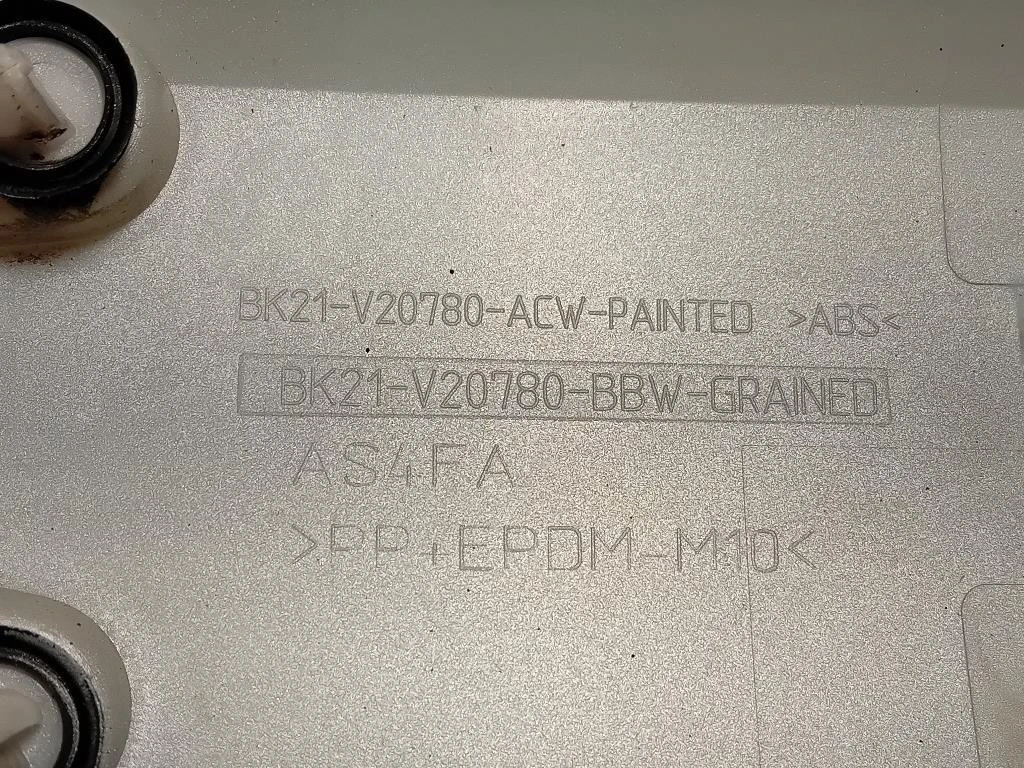 BK21-V20780-ACW-PAINTED >ABS<
BK21-V20780-BBW-GRAINED
AS4FA
>PP+EPDM-M10<